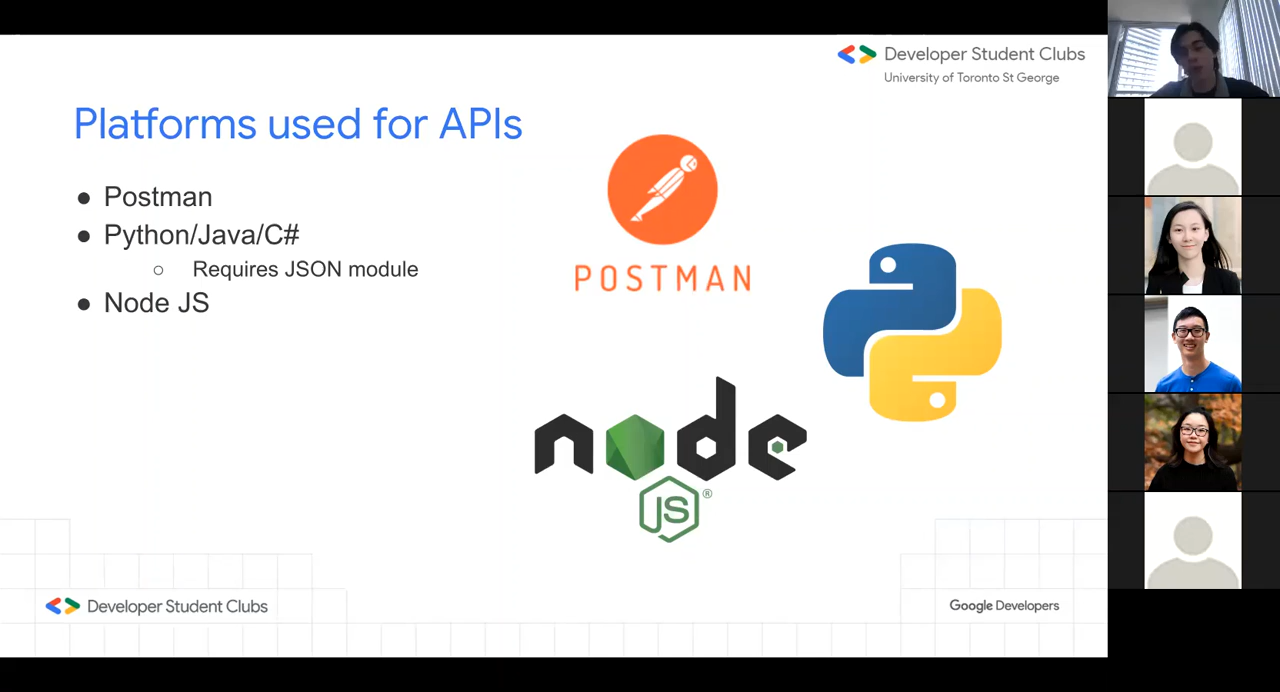 Developer Student Clubs
University of Toronto St George
Platforms used for APIs
● Postman
● Python/Java/C#
○ Requires JSON module
● Node JS
POSTMAN
node
JS®
Developer Student Clubs
Google Developers